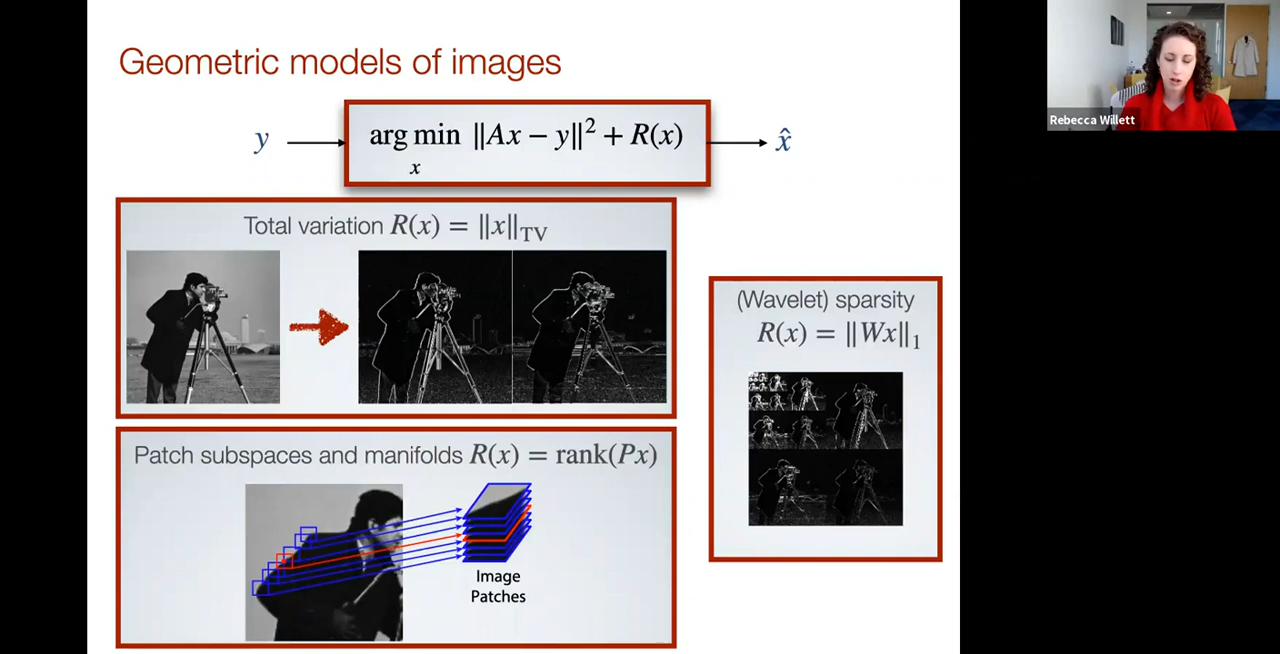 Geometric models of images
y
arg min ‖Ax − y‖² + R(x)
x
x̂
Total variation R(x) = ‖x‖TV
(Wavelet) sparsity
R(x) = ‖Wx‖₁
Patch subspaces and manifolds R(x) = rank(Px)
Image
Patches
Rebecca Willett